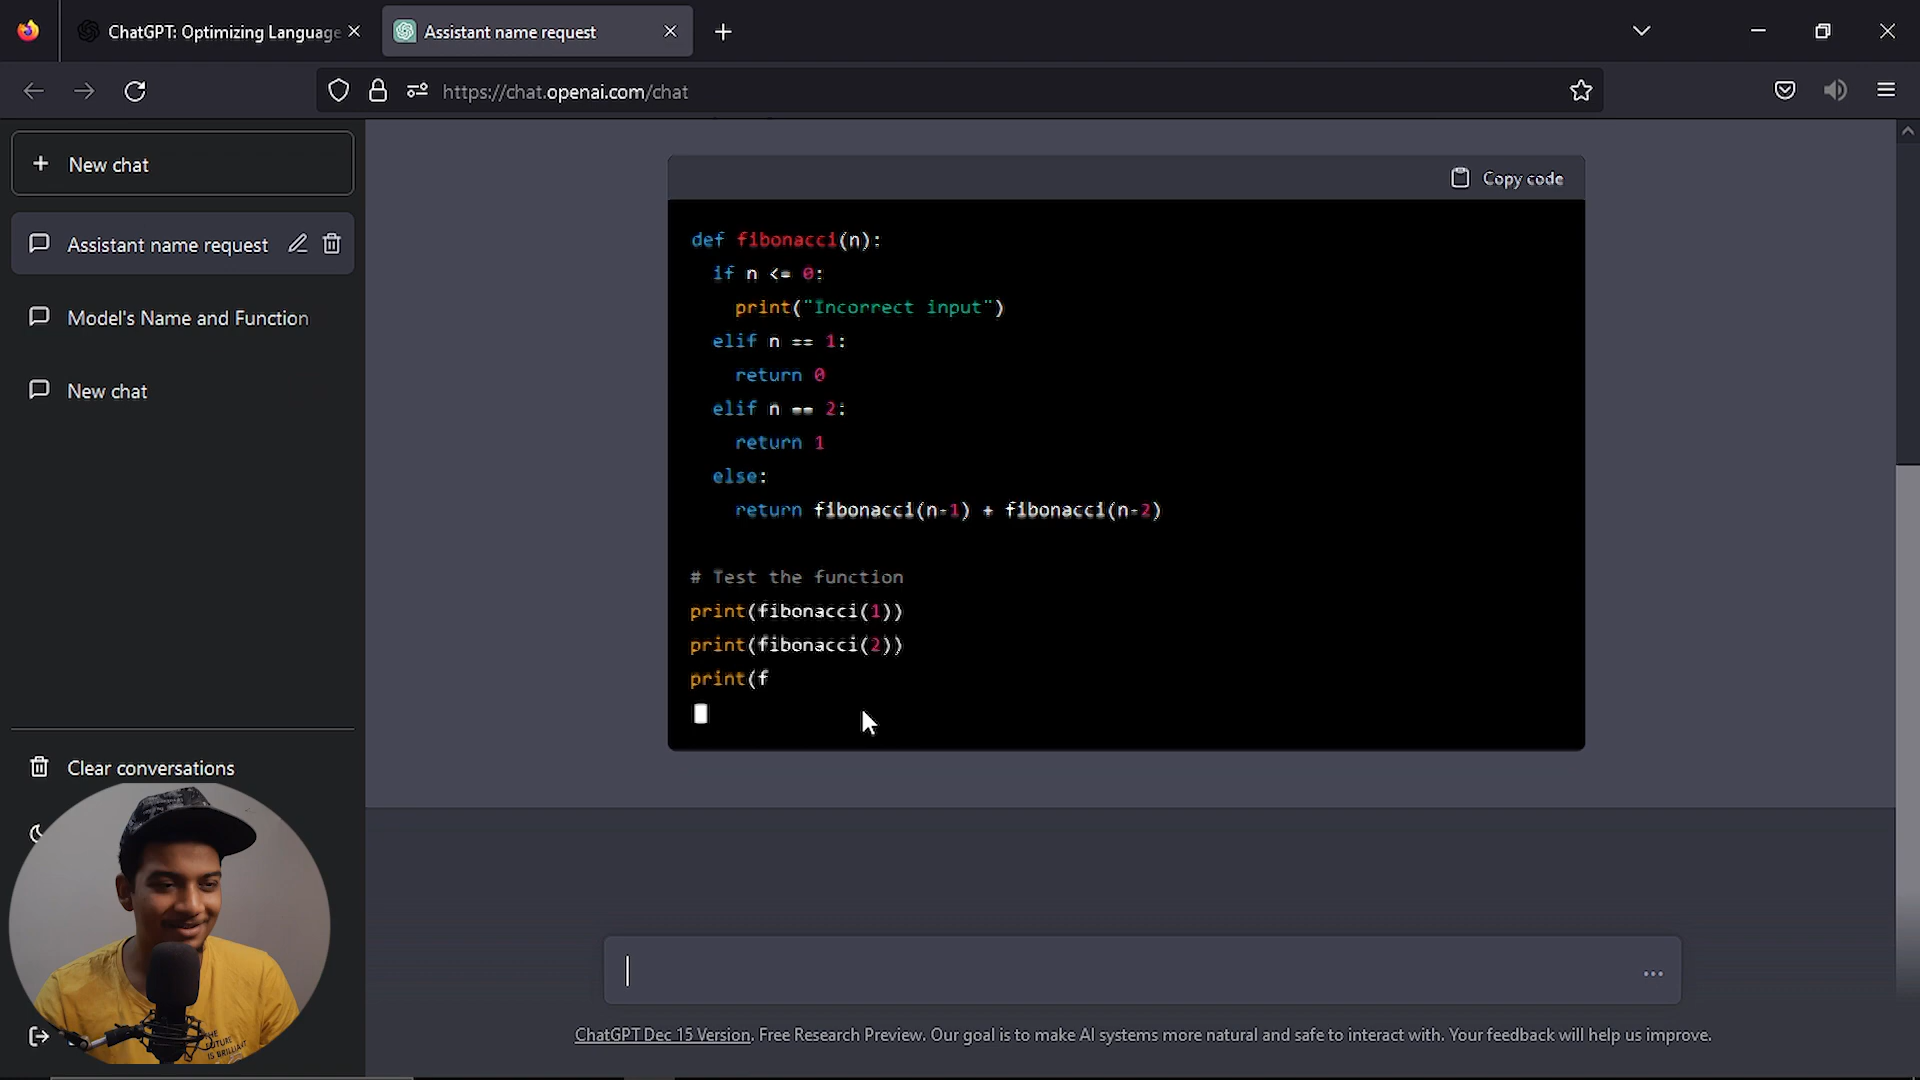 ChatGPT: Optimizing Language
Assistant name request
https://chat.openai.com/chat
New chat
Assistant name request
Model's Name and Function
New chat
Clear conversations
Copy code
def fibonacci(n):
  if n <= 0:
    print("Incorrect input")
  elif n == 1:
    return 0
  elif n == 2:
    return 1
  else:
    return fibonacci(n-1) + fibonacci(n-2)
# Test the function
print(fibonacci(1))
print(fibonacci(2))
print(f
ChatGPT Dec 15 Version. Free Research Preview. Our goal is to make AI systems more natural and safe to interact with. Your feedback will help us improve.
THE
FUTURE
IS BRILLIANT